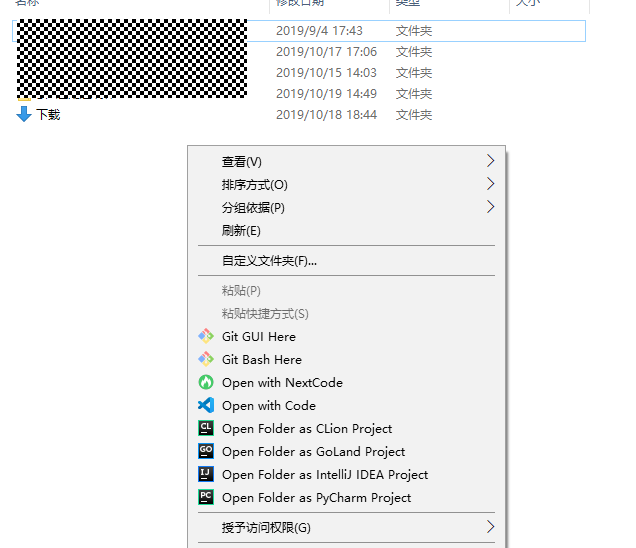 名称 修改日期 类型 大小
2019/9/4 17:43 文件夹
2019/10/17 17:06 文件夹
2019/10/15 14:03 文件夹
2019/10/19 14:49 文件夹
下载 2019/10/18 18:44 文件夹
查看(V)
排序方式(O)
分组依据(P)
刷新(E)
自定义文件夹(F)...
粘贴(P)
粘贴快捷方式(S)
Git GUI Here
Git Bash Here
Open with NextCode
Open with Code
CL Open Folder as CLion Project
GO Open Folder as GoLand Project
IJ Open Folder as IntelliJ IDEA Project
PC Open Folder as PyCharm Project
授予访问权限(G)